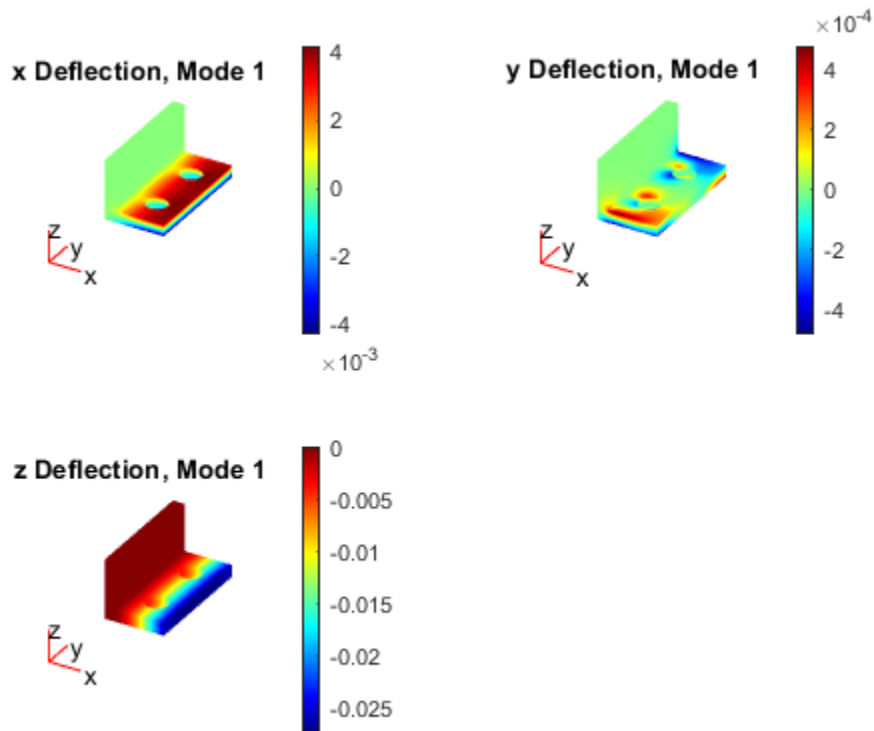 x Deflection, Mode 1
4
2
0
-2
-4
×10-3
z
y
x
y Deflection, Mode 1
×10-4
4
2
0
-2
-4
z
y
x
z Deflection, Mode 1
0
-0.005
-0.01
-0.015
-0.02
-0.025
z
y
x